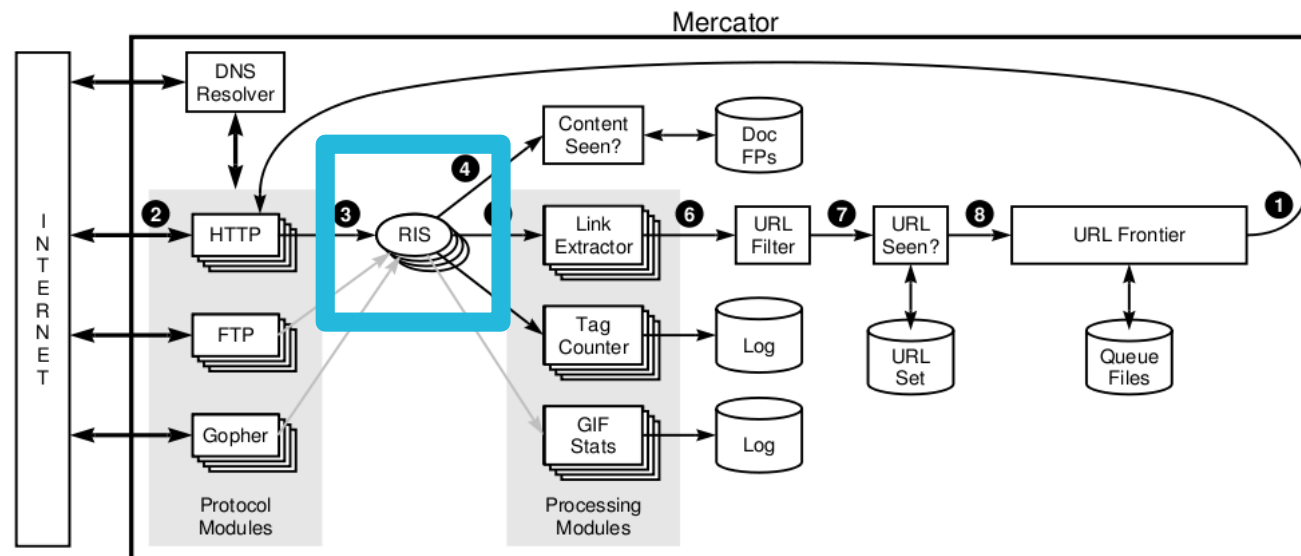 Mercator
DNS
Resolver
Content
Seen?
Doc
FPs
4
I
N
T
E
R
N
E
T
2
HTTP
3
RIS
Link
Extractor
6
URL
Filter
7
URL
Seen?
8
URL Frontier
1
FTP
Tag
Counter
Log
URL
Set
Queue
Files
Gopher
GIF
Stats
Log
Protocol
Modules
Processing
Modules